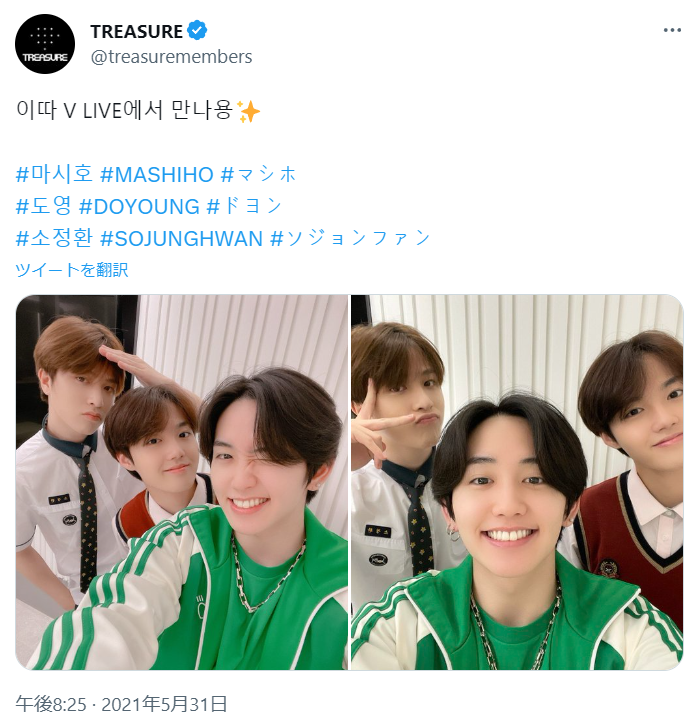 TREASURE
TREASURE
@treasuremembers
이따 V LIVE에서 만나용✨
#마시호 #MASHIHO #マシホ
#도영 #DOYOUNG #ドヨン
#소정환 #SOJUNGHWAN #ソジョンファン
ツイートを翻訳
午後8:25 · 2021年5月31日